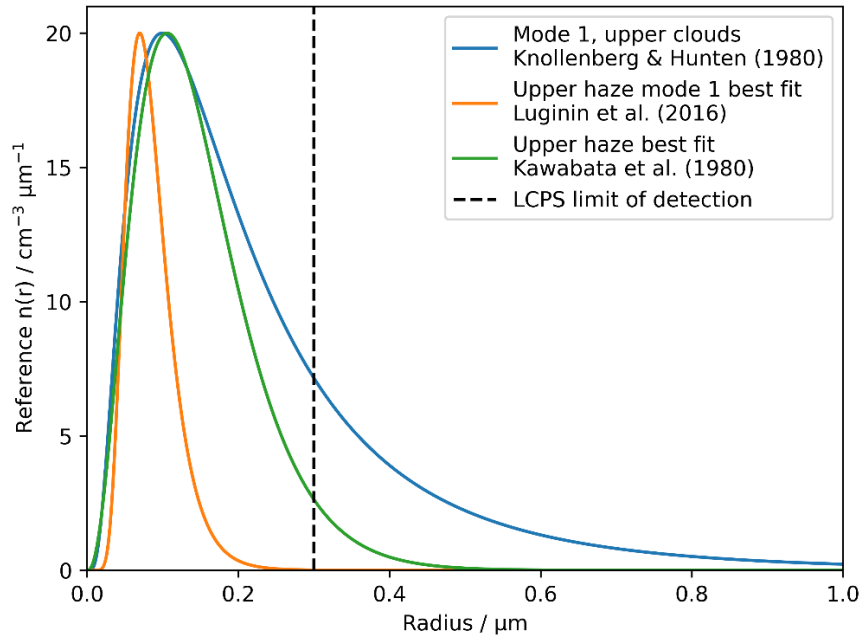 Mode 1, upper clouds
Knollenberg & Hunten (1980)
Upper haze mode 1 best fit
Luginin et al. (2016)
Upper haze best fit
Kawabata et al. (1980)
LCPS limit of detection
Reference n(r) / cm⁻³ μm⁻¹
20
15
10
5
0
0.0 0.2 0.4 0.6 0.8 1.0
Radius / μm